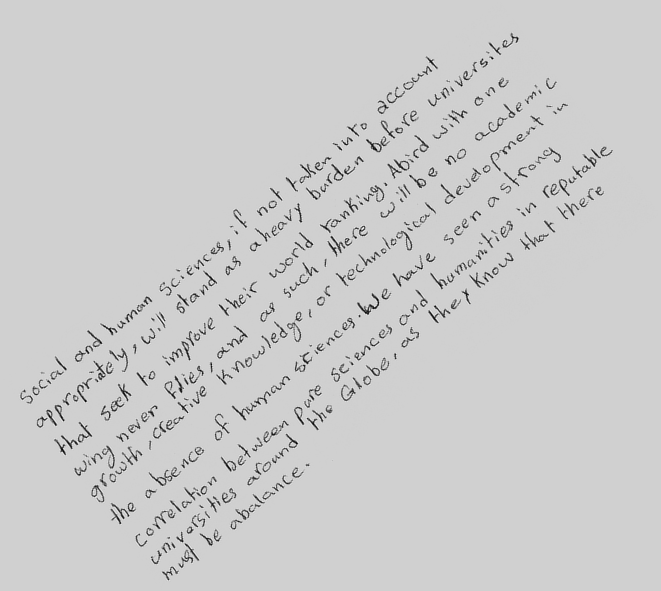 Social and human sciences, if not taken into account
appropriately, will stand as a heavy burden before universites
that seek to improve their world ranking. Abird with one
wing never flies, and as such, there will be no academic
growth, creative knowledge, or technological development in
the absence of human sciences. We have seen a strong
correlation between pure sciences and humanities in reputable
universities around the Globe, as they know that there
must be abalance.